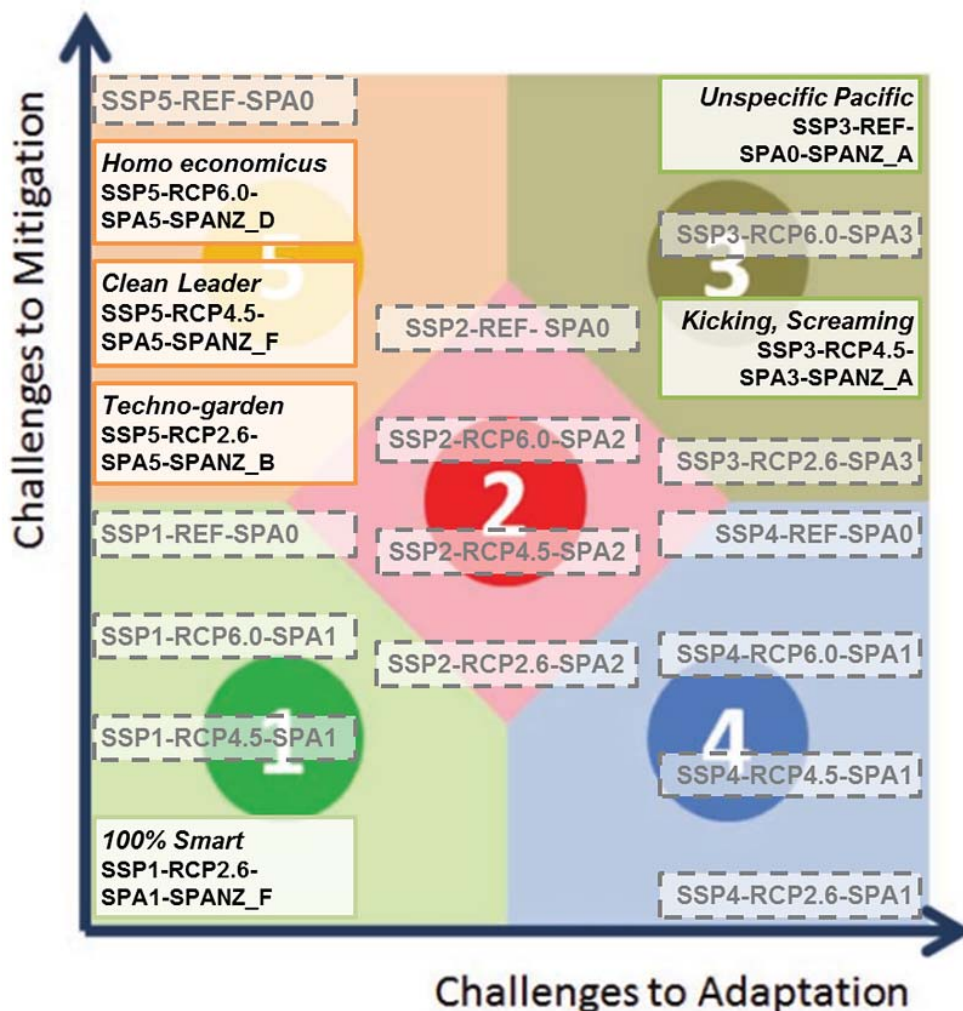 Challenges to Mitigation
SSP5-REF-SPA0
Homo economicus
SSP5-RCP6.0-
SPA5-SPANZ_D
5
Clean Leader
SSP5-RCP4.5-
SPA5-SPANZ_F
Techno-garden
SSP5-RCP2.6-
SPA5-SPANZ_B
Unspecific Pacific
SSP3-REF-
SPA0-SPANZ_A
SSP3-RCP6.0-SPA3
3
Kicking, Screaming
SSP3-RCP4.5-
SPA3-SPANZ_A
SSP3-RCP2.6-SPA3
SSP2-REF- SPA0
SSP2-RCP6.0-SPA2
2
SSP2-RCP4.5-SPA2
SSP2-RCP2.6-SPA2
SSP1-REF-SPA0
SSP1-RCP6.0-SPA1
SSP1-RCP4.5-SPA1
1
100% Smart
SSP1-RCP2.6-
SPA1-SPANZ_F
SSP4-REF-SPA0
SSP4-RCP6.0-SPA1
4
SSP4-RCP4.5-SPA1
SSP4-RCP2.6-SPA1
Challenges to Adaptation